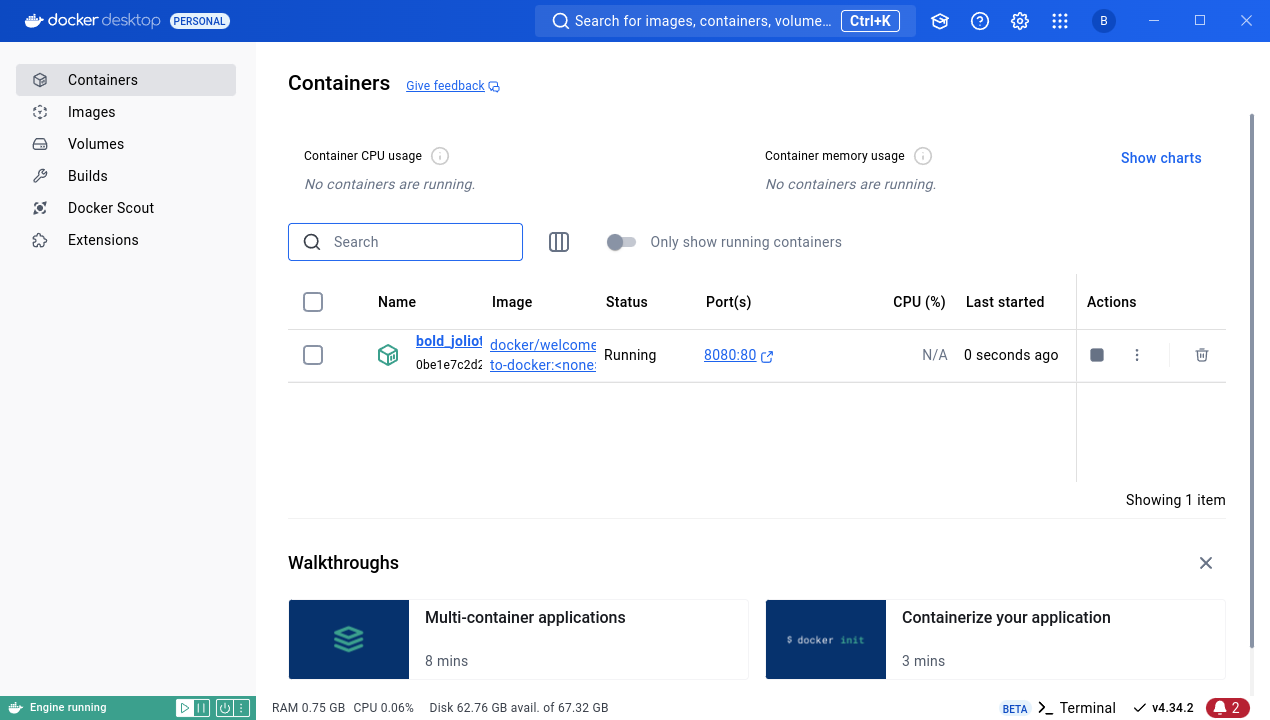 docker desktop PERSONAL
Search for images, containers, volume... Ctrl+K
B
Containers
Images
Volumes
Builds
Docker Scout
Extensions
Containers
Give feedback
Container CPU usage
No containers are running.
Container memory usage
No containers are running.
Show charts
Search
Only show running containers
Name Image Status Port(s) CPU (%) Last started Actions
bold_joliot
0be1e7c2d2
docker/welcome
to-docker:<none>
Running
8080:80
N/A
0 seconds ago
Showing 1 item
Walkthroughs
Multi-container applications
8 mins
$ docker init
Containerize your application
3 mins
Engine running
RAM 0.75 GB CPU 0.06% Disk 62.76 GB avail. of 67.32 GB
BETA Terminal v4.34.2 2